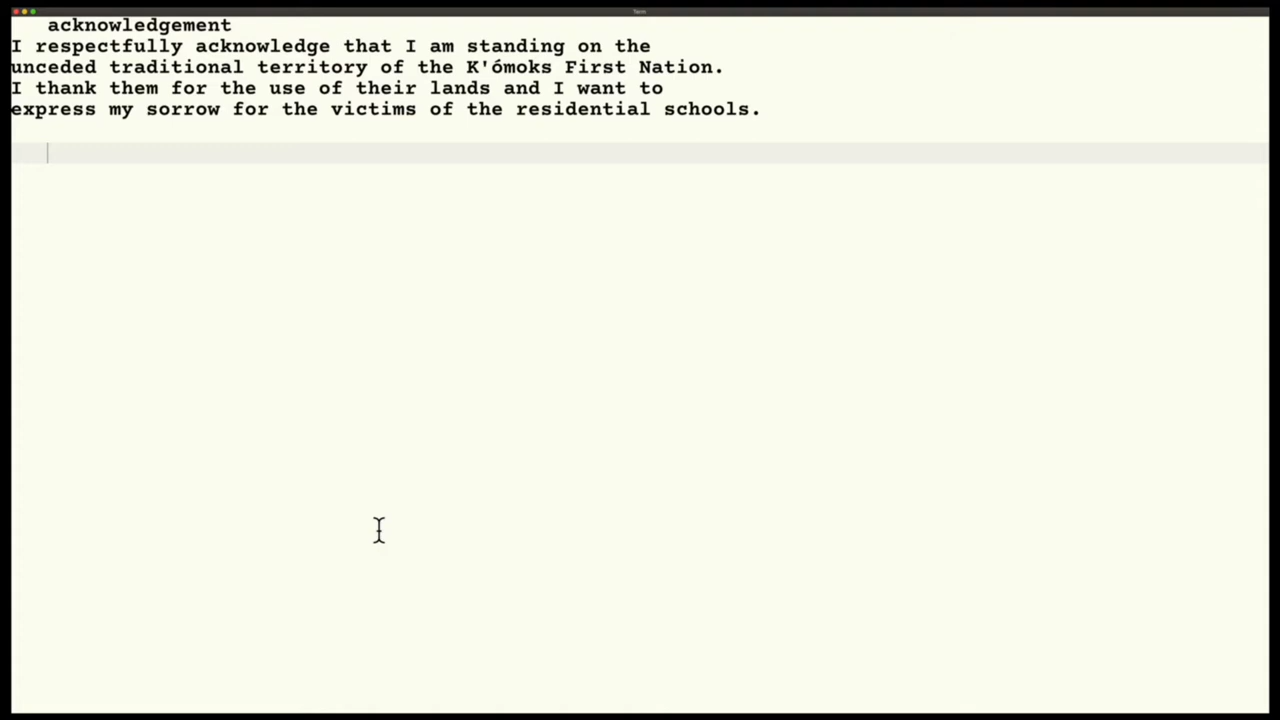 acknowledgement
I respectfully acknowledge that I am standing on the
unceded traditional territory of the K'ómoks First Nation.
I thank them for the use of their lands and I want to
express my sorrow for the victims of the residential schools.